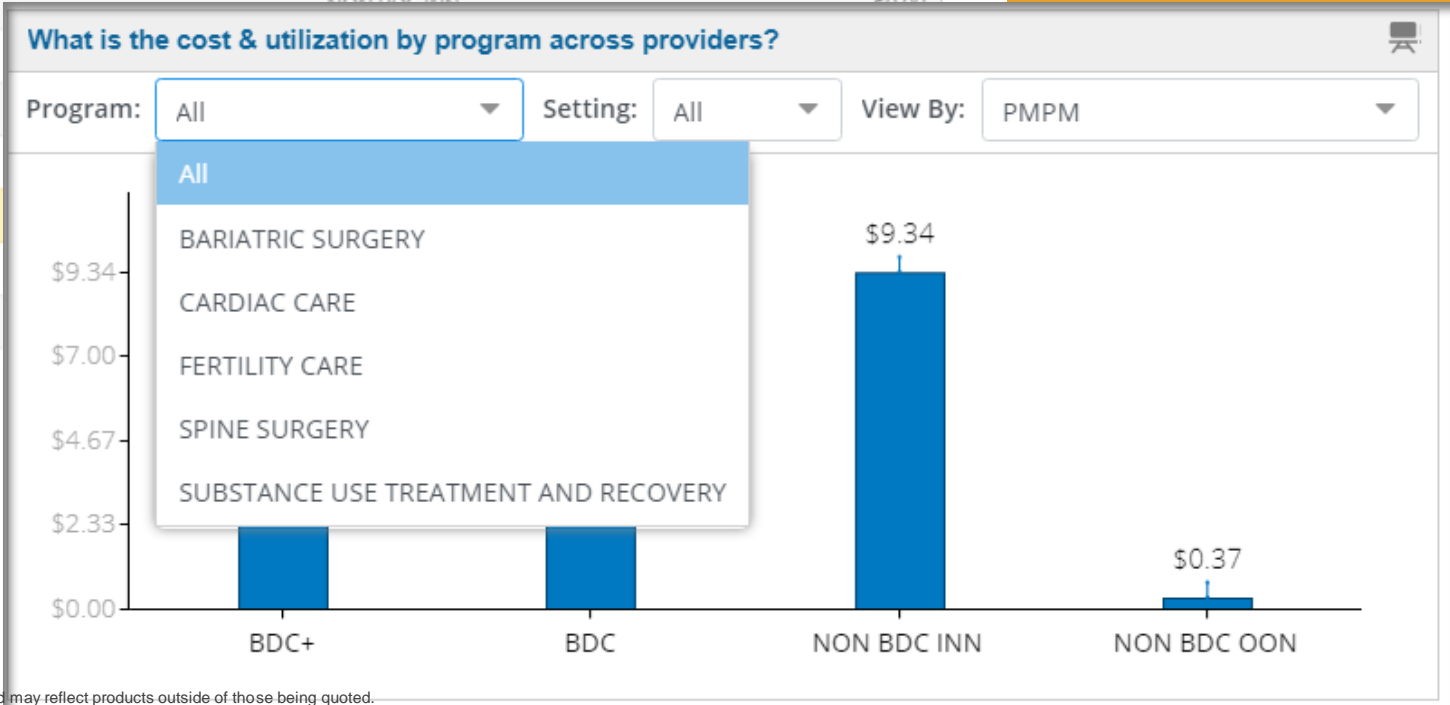 What is the cost & utilization by program across providers?
Program: All Setting: All View By: PMPM
All
BARIATRIC SURGERY
CARDIAC CARE
FERTILITY CARE
SPINE SURGERY
SUBSTANCE USE TREATMENT AND RECOVERY
$9.34
$9.34
$7.00
$4.67
$2.33
$0.37
$0.00
BDC+ BDC NON BDC INN NON BDC OON
may reflect products outside of those being quoted.